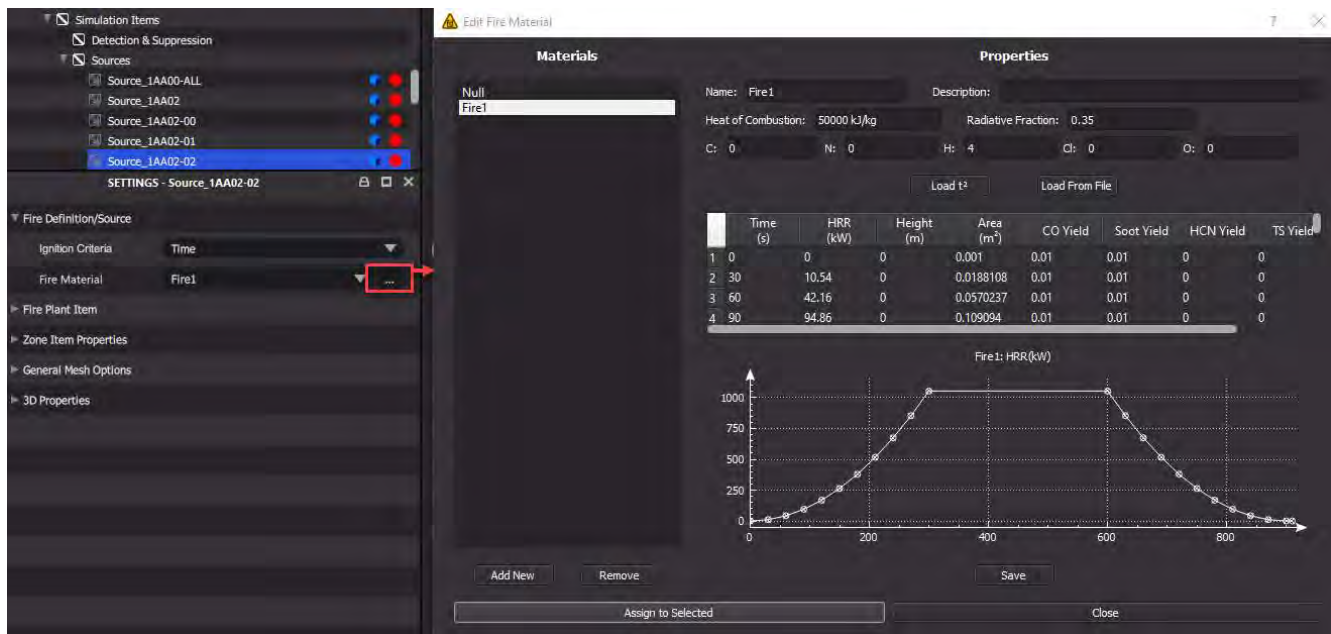 Simulation Items
Detection & Suppression
Sources
Source_1AA00-ALL
Source_1AA02
Source_1AA02-00
Source_1AA02-01
Source_1AA02-02
SETTINGS - Source_1AA02-02
Fire Definition/Source
Ignition Criteria Time
Fire Material Fire1 ...
Fire Plant Item
Zone Item Properties
General Mesh Options
3D Properties
Edit Fire Material ?
Materials
Null
Fire1
Add New Remove
Properties
Name: Fire1 Description:
Heat of Combustion: 50000 kJ/kg Radiative Fraction: 0.35
C: 0 N: 0 H: 4 Cl: 0 O: 0
Load t² Load From File
Time (s) HRR (kW) Height (m) Area (m²) CO Yield Soot Yield HCN Yield TS Yield
1 0 0 0 0.001 0.01 0.01 0 0
2 30 10.54 0 0.0188108 0.01 0.01 0 0
3 60 42.16 0 0.0570237 0.01 0.01 0 0
4 90 94.86 0 0.109094 0.01 0.01 0 0
Fire1: HRR(kW)
1000
750
500
250
0
0 200 400 600 800
Save
Assign to Selected Close